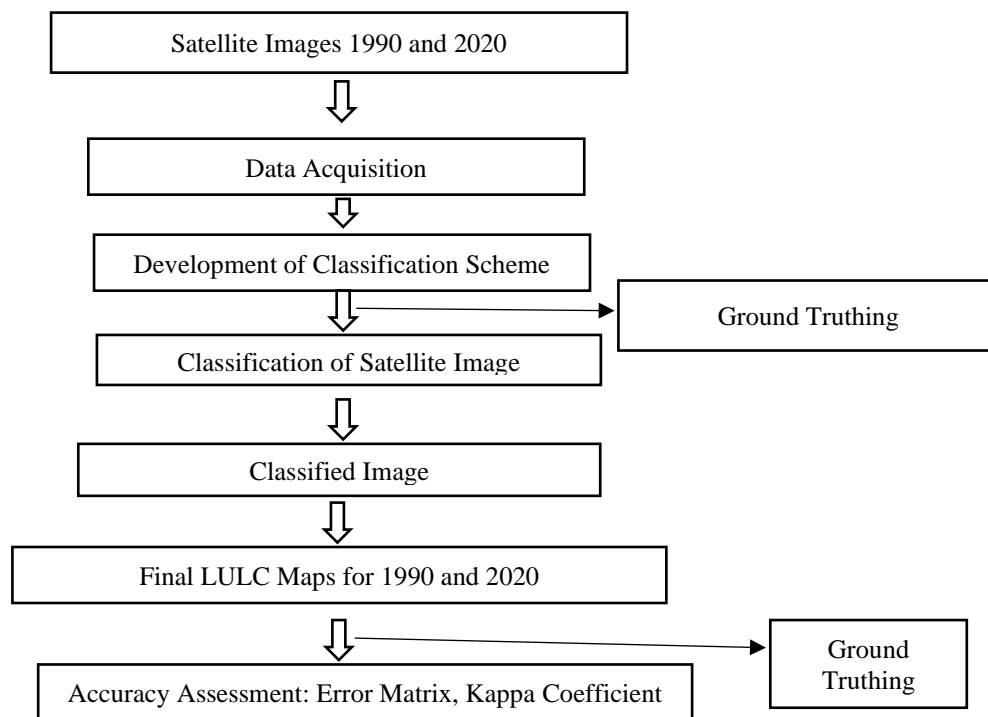 Satellite Images 1990 and 2020
Data Acquisition
Development of Classification Scheme
Ground Truthing
Classification of Satellite Image
Classified Image
Final LULC Maps for 1990 and 2020
Ground
Truthing
Accuracy Assessment: Error Matrix, Kappa Coefficient